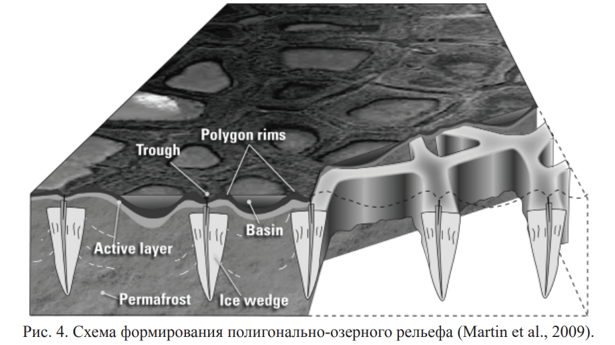 Polygon rims
Trough
Basin
Active layer
Permafrost
Ice wedge
Рис. 4. Схема формирования полигонально-озерного рельефа (Martin et al., 2009).